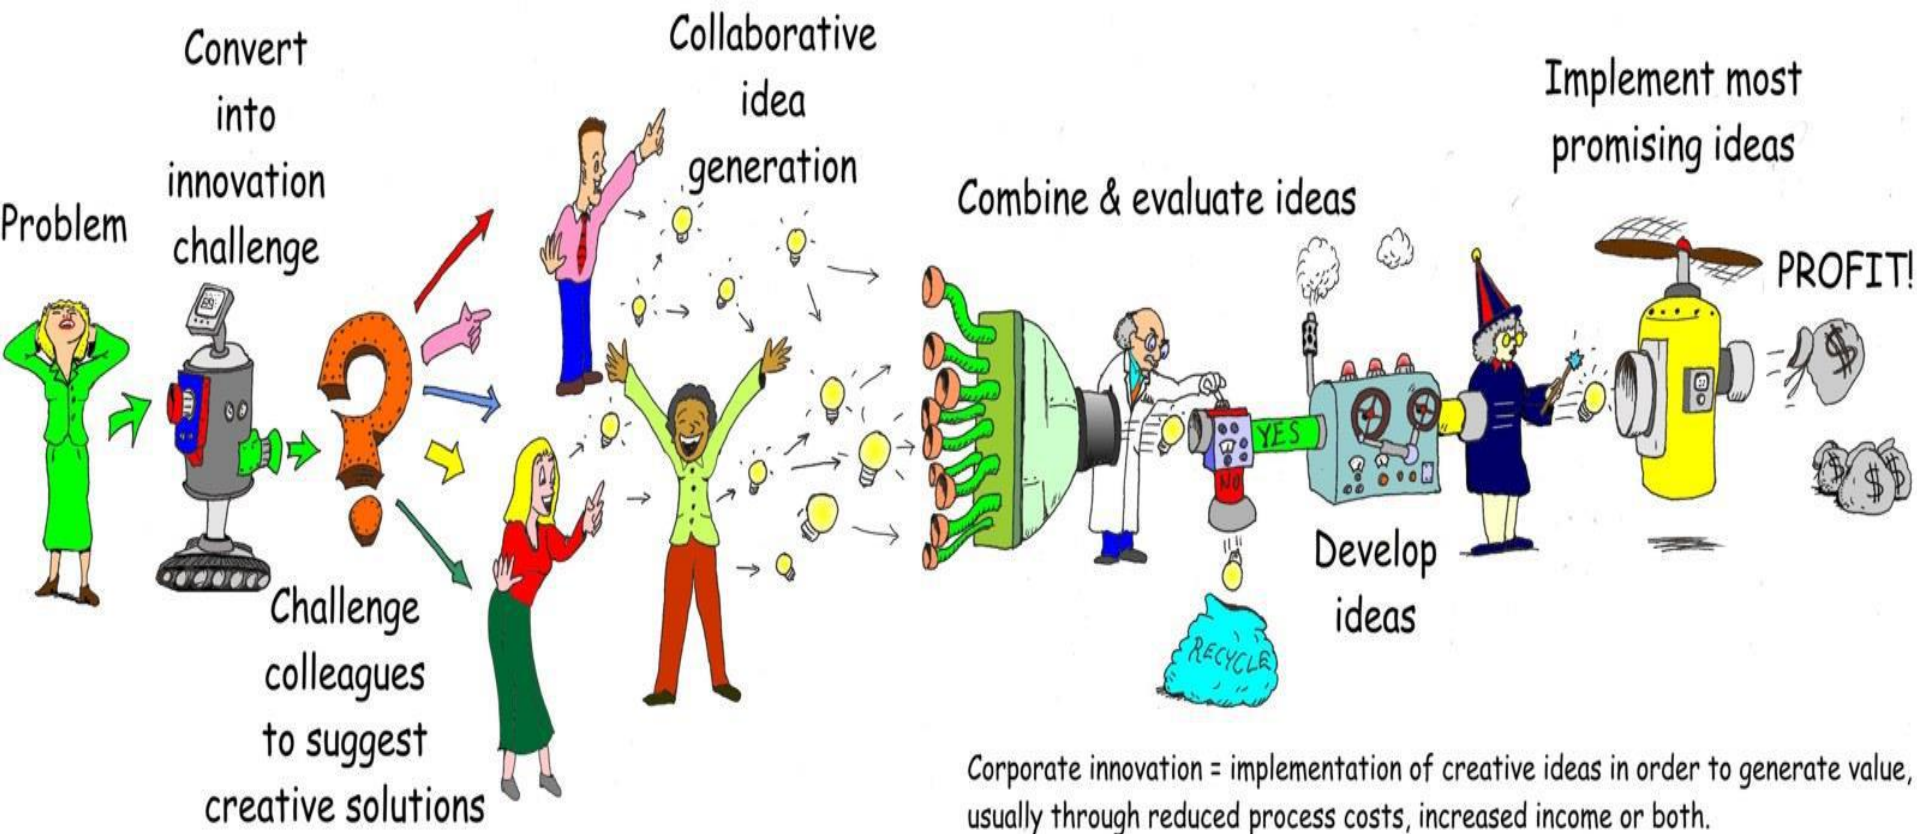 Problem
Convert
into
innovation
challenge
Challenge
colleagues
to suggest
creative solutions
Collaborative
idea
generation
Combine & evaluate ideas
YES
NO
RECYCLE
Develop
ideas
Implement most
promising ideas
PROFIT!
$
$
$
$
Corporate innovation = implementation of creative ideas in order to generate value,
usually through reduced process costs, increased income or both.